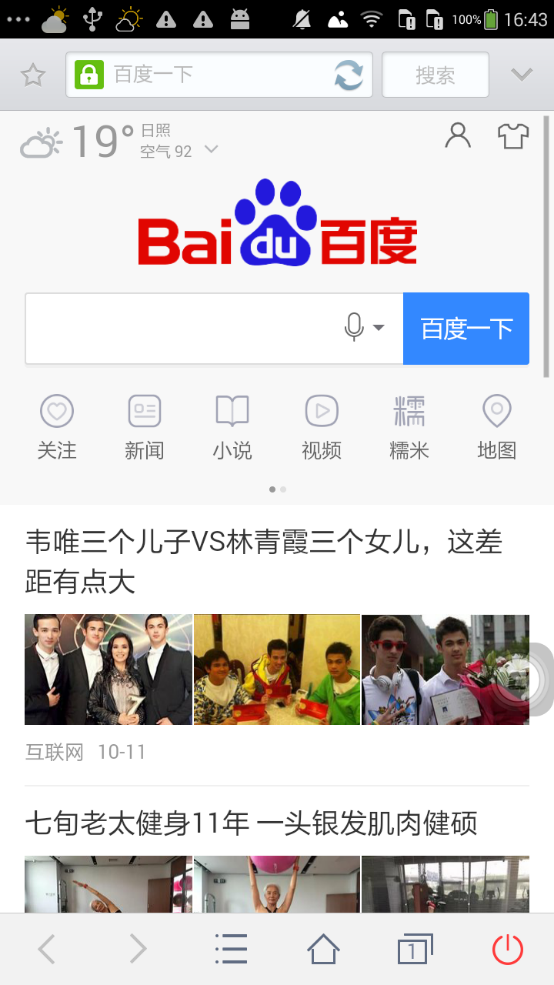 100% 16:43
百度一下 搜索
19° 日照
空气 92
Bai du 百度
百度一下
关注 新闻 小说 视频 糯米 地图
韦唯三个儿子VS林青霞三个女儿，这差
距有点大
互联网 10-11
七旬老太健身11年 一头银发肌肉健硕
1